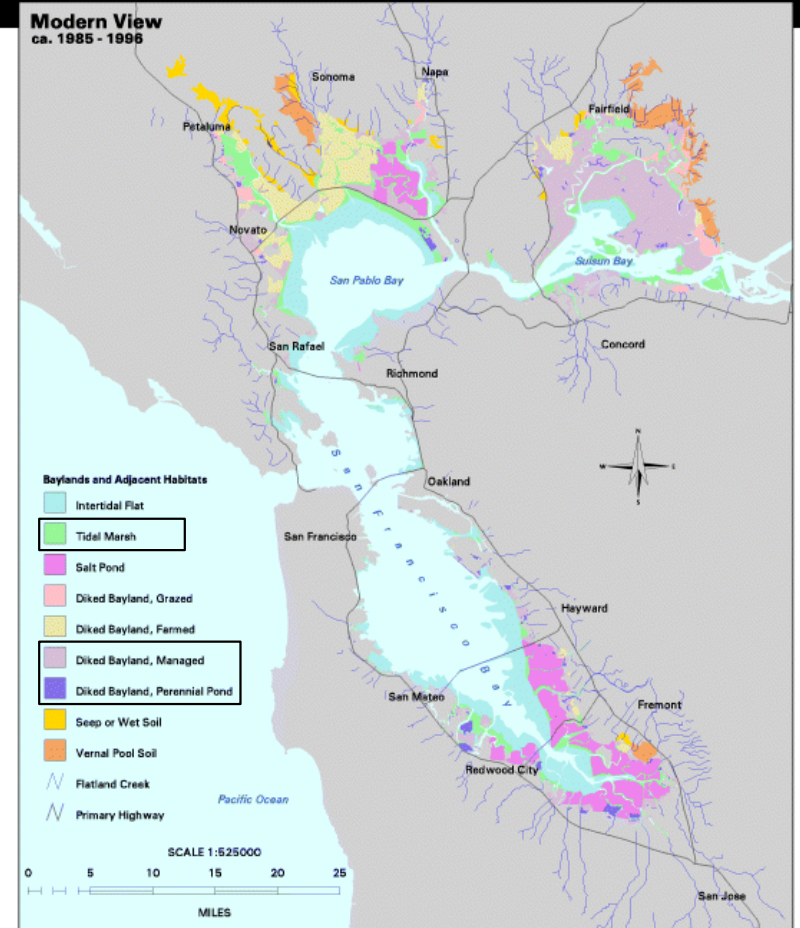 Modern View
ca. 1985 - 1996
Sonoma
Napa
Fairfield
Petaluma
Novato
San Pablo Bay
Suisun Bay
San Rafael
Concord
Richmond
N
W E
S
San Francisco Bay
Oakland
San Francisco
Hayward
San Mateo
Fremont
Redwood City
San Jose
Pacific Ocean
Baylands and Adjacent Habitats
Intertidal Flat
Tidal Marsh
Salt Pond
Diked Bayland, Grazed
Diked Bayland, Farmed
Diked Bayland, Managed
Diked Bayland, Perennial Pond
Seep or Wet Soil
Vernal Pool Soil
Flatland Creek
Primary Highway
SCALE 1:525000
0 5 10 15 20 25
MILES